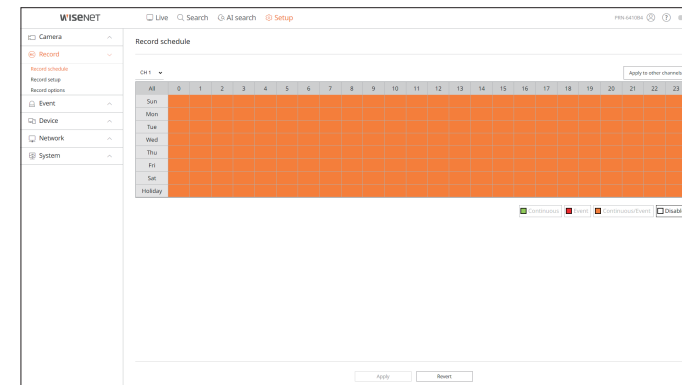 WISENET
Live Search AI search Setup
Camera
Record
Record schedule
Record setup
Record options
Event
Device
Network
System
Record schedule
CH 1
Apply to other channels
All 0 1 2 3 4 5 6 7 8 9 10 11 12 13 14 15 16 17 18 19 20 21 22 23
Sun
Mon
Tue
Wed
Thu
Fri
Sat
Holiday
Continuous Event Continuous/Event Disabl
Apply Revert